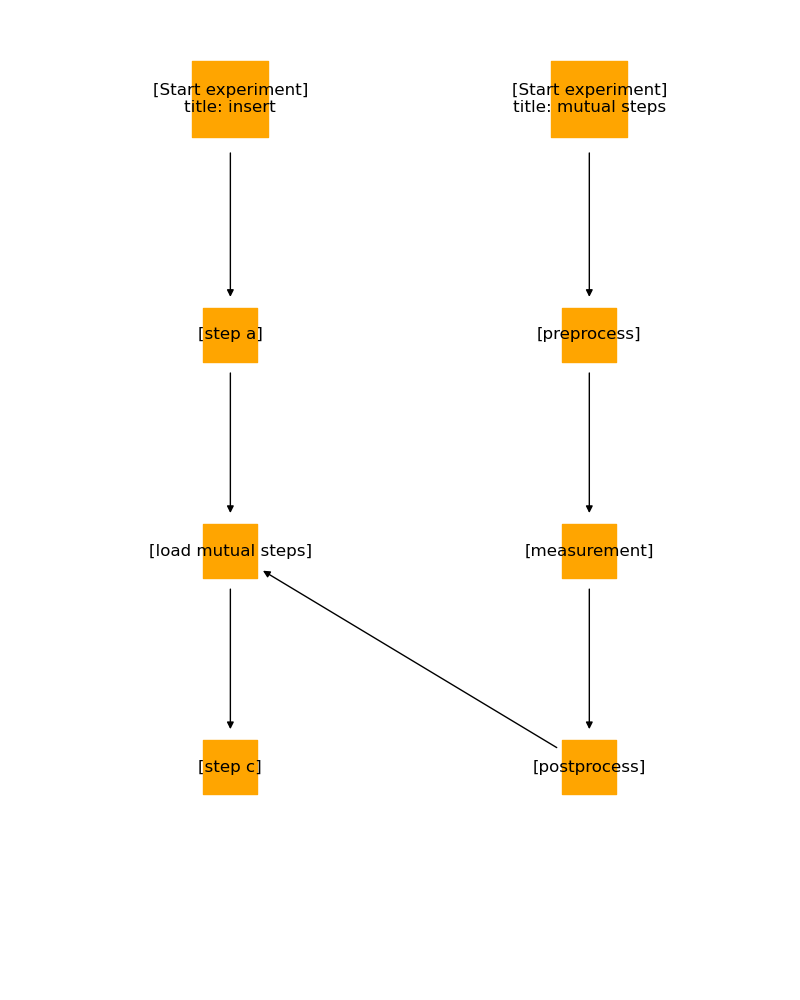 [Start experiment]
title: insert
[Start experiment]
title: mutual steps
[step a]
[preprocess]
[load mutual steps]
[measurement]
[step c]
[postprocess]